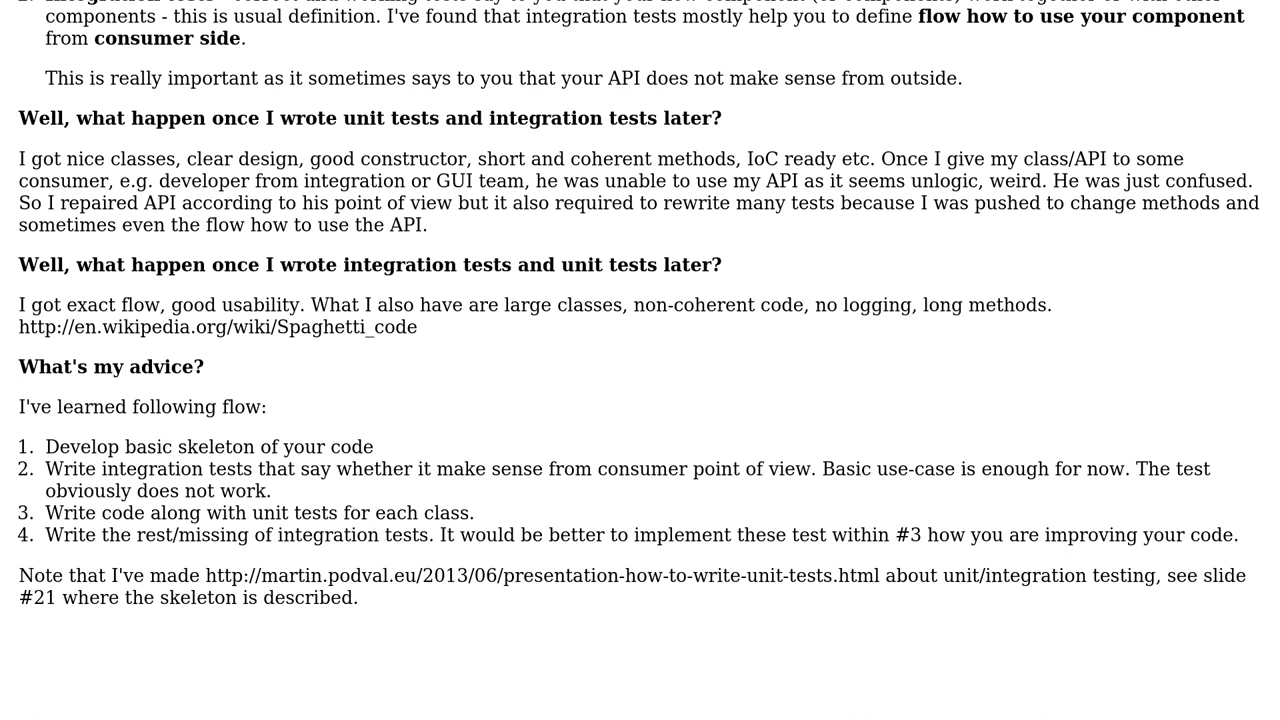 components - this is usual definition. I've found that integration tests mostly help you to define flow how to use your component
from consumer side.
This is really important as it sometimes says to you that your API does not make sense from outside.
Well, what happen once I wrote unit tests and integration tests later?
I got nice classes, clear design, good constructor, short and coherent methods, IoC ready etc. Once I give my class/API to some
consumer, e.g. developer from integration or GUI team, he was unable to use my API as it seems unlogic, weird. He was just confused.
So I repaired API according to his point of view but it also required to rewrite many tests because I was pushed to change methods and
sometimes even the flow how to use the API.
Well, what happen once I wrote integration tests and unit tests later?
I got exact flow, good usability. What I also have are large classes, non-coherent code, no logging, long methods.
http://en.wikipedia.org/wiki/Spaghetti_code
What's my advice?
I've learned following flow:
1. Develop basic skeleton of your code
2. Write integration tests that say whether it make sense from consumer point of view. Basic use-case is enough for now. The test
obviously does not work.
3. Write code along with unit tests for each class.
4. Write the rest/missing of integration tests. It would be better to implement these test within #3 how you are improving your code.
Note that I've made http://martin.podval.eu/2013/06/presentation-how-to-write-unit-tests.html about unit/integration testing, see slide
#21 where the skeleton is described.